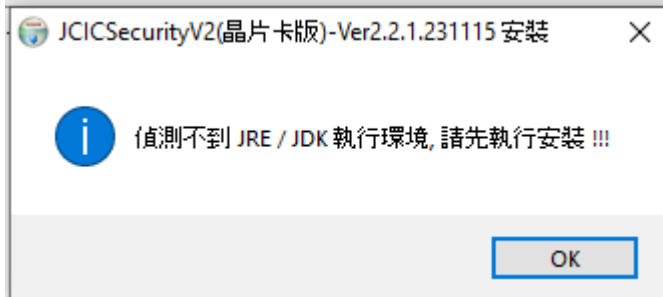 JCICSecurityV2(晶片卡版)-Ver2.2.1.231115 安裝
偵測不到 JRE / JDK 執行環境, 請先執行安裝 !!!
OK